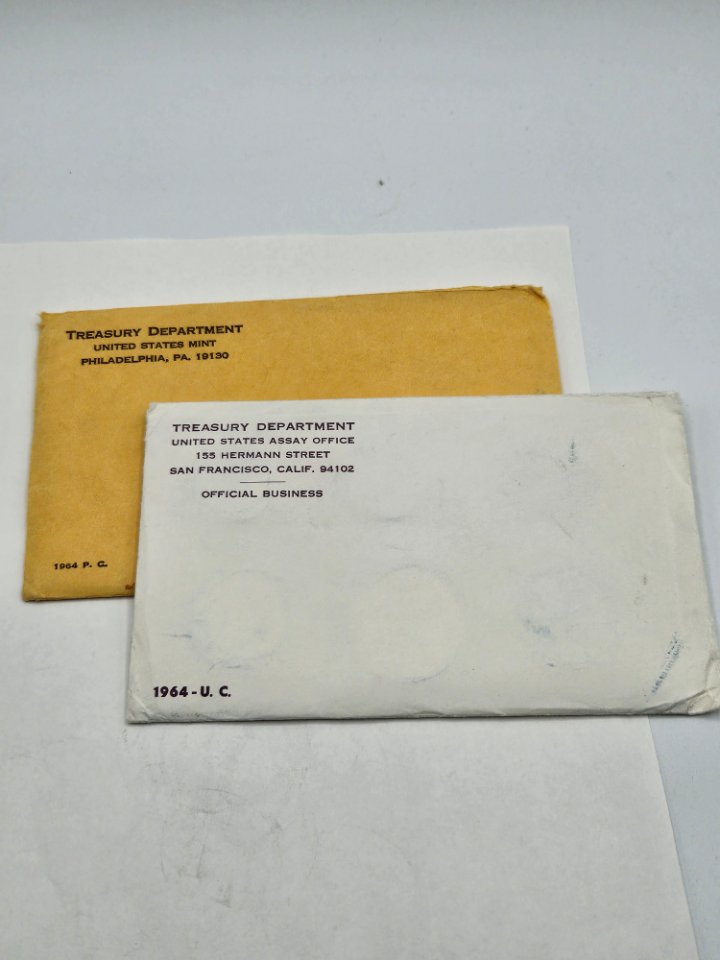 TREASURY DEPARTMENT
UNITED STATES MINT
PHILADELPHIA, PA. 19130
1964 P. C.
TREASURY DEPARTMENT
UNITED STATES ASSAY OFFICE
155 HERMANN STREET
SAN FRANCISCO, CALIF. 94102
OFFICIAL BUSINESS
1964 - U. C.